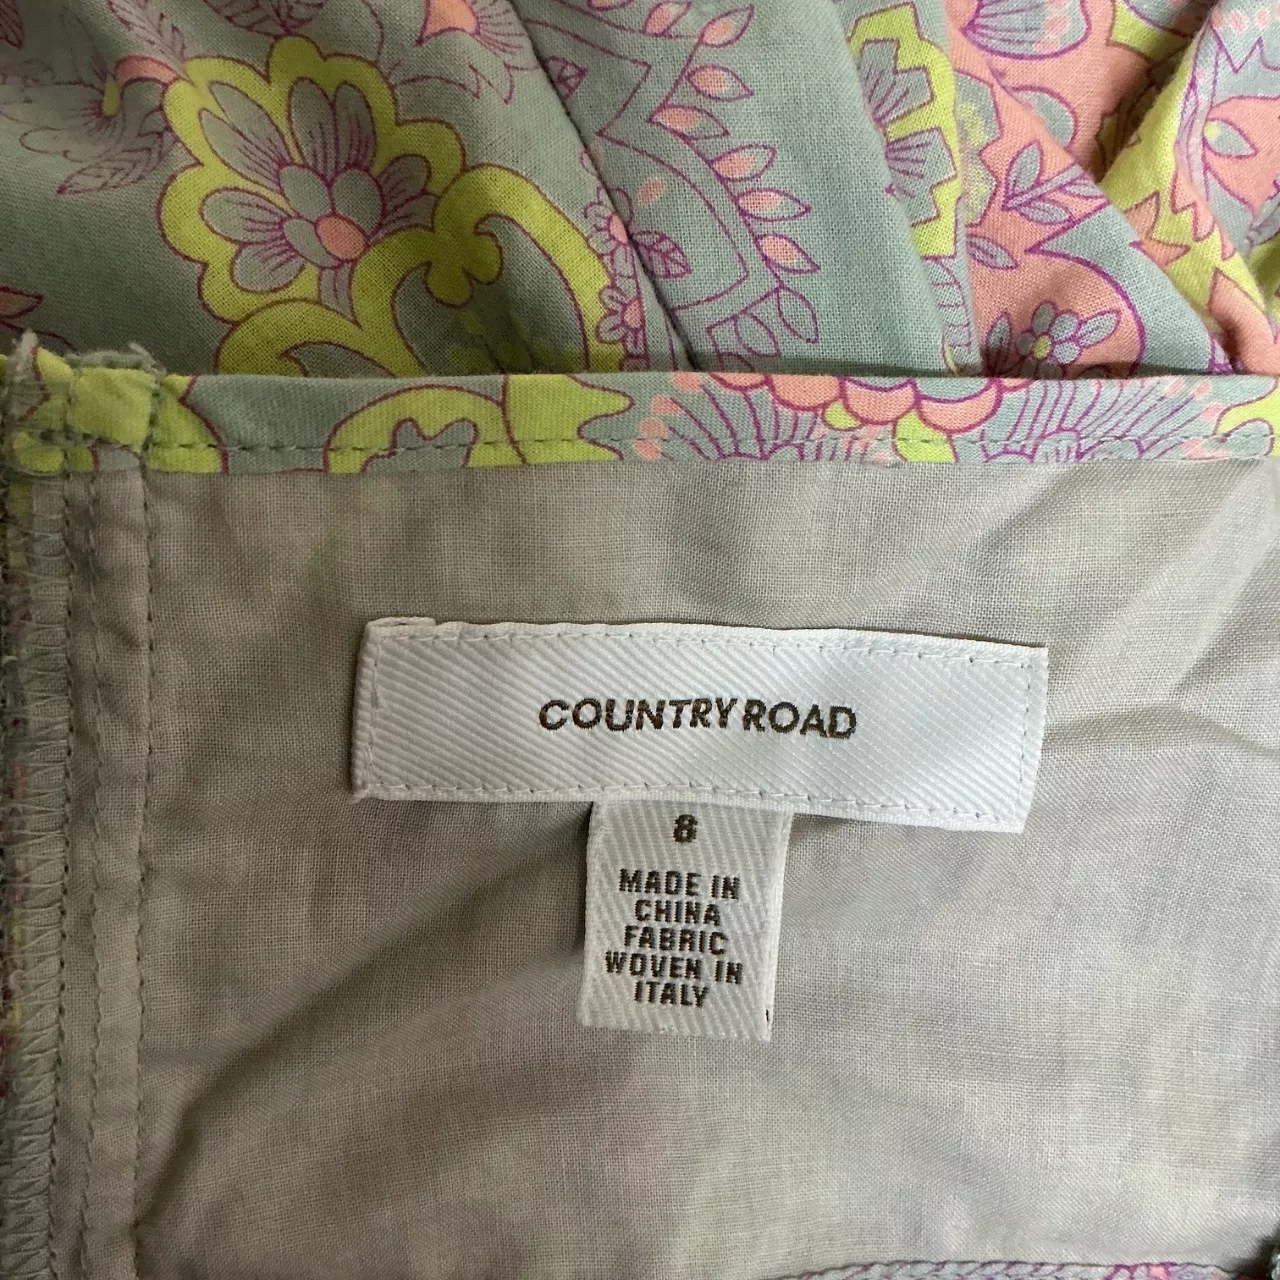 COUNTRY ROAD
8
MADE IN
CHINA
FABRIC
WOVEN IN
ITALY